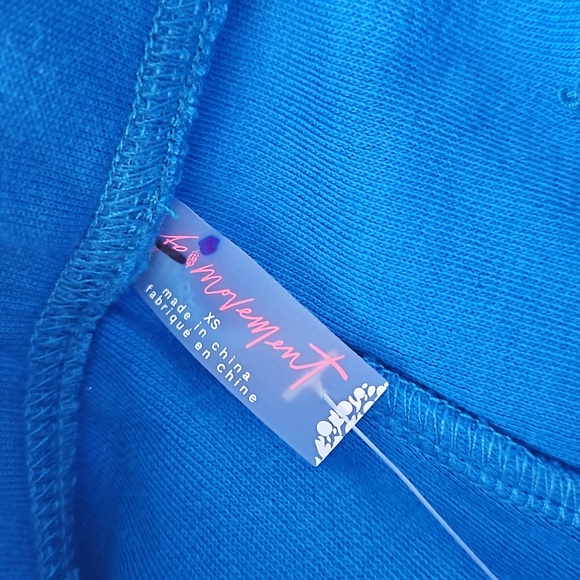 movement
XS
made in china
fabriqué en chine